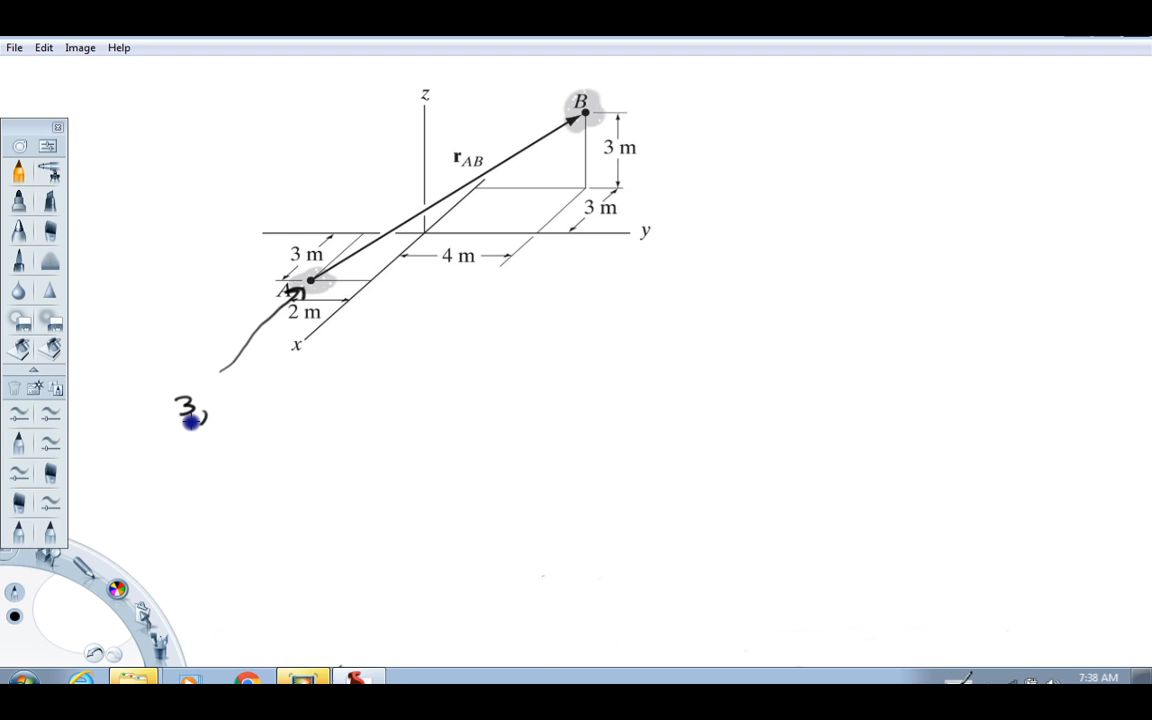 File Edit Image Help
z
B
3 m
r_AB
3 m
y
3 m
4 m
A
2 m
x
3,
7:38 AM